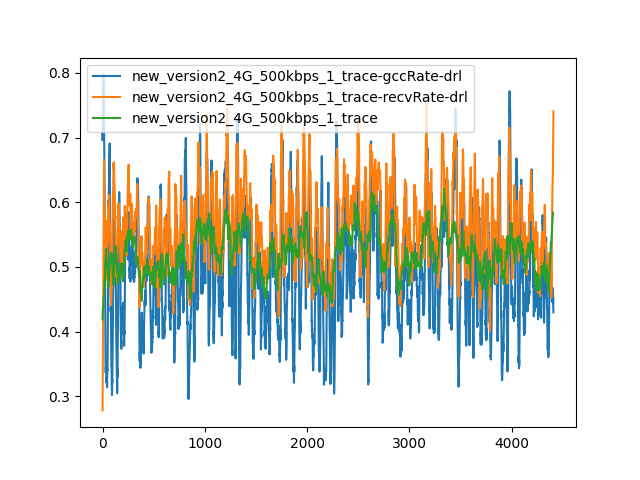 0.8
0.7
0.6
0.5
0.4
0.3
new_version2_4G_500kbps_1_trace-gccRate-drl
new_version2_4G_500kbps_1_trace-recvRate-drl
new_version2_4G_500kbps_1_trace
0 1000 2000 3000 4000